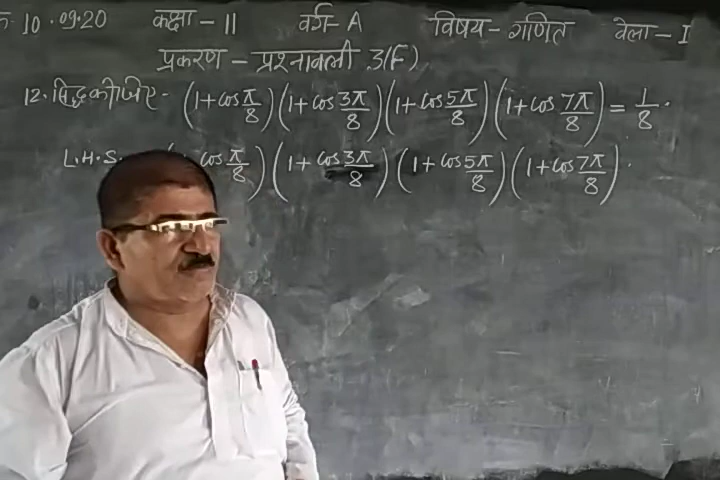 10.09.20 कक्षा - 11 वर्ग - A विषय - गणित वेला - I
प्रकरण - प्रश्नावली 3(F)
12. सिद्ध कीजिए - (1+cos π/8)(1+cos 3π/8)(1+cos 5π/8)(1+cos 7π/8) = 1/8.
L.H.S. cos π/8)(1+cos 3π/8)(1+cos 5π/8)(1+cos 7π/8).